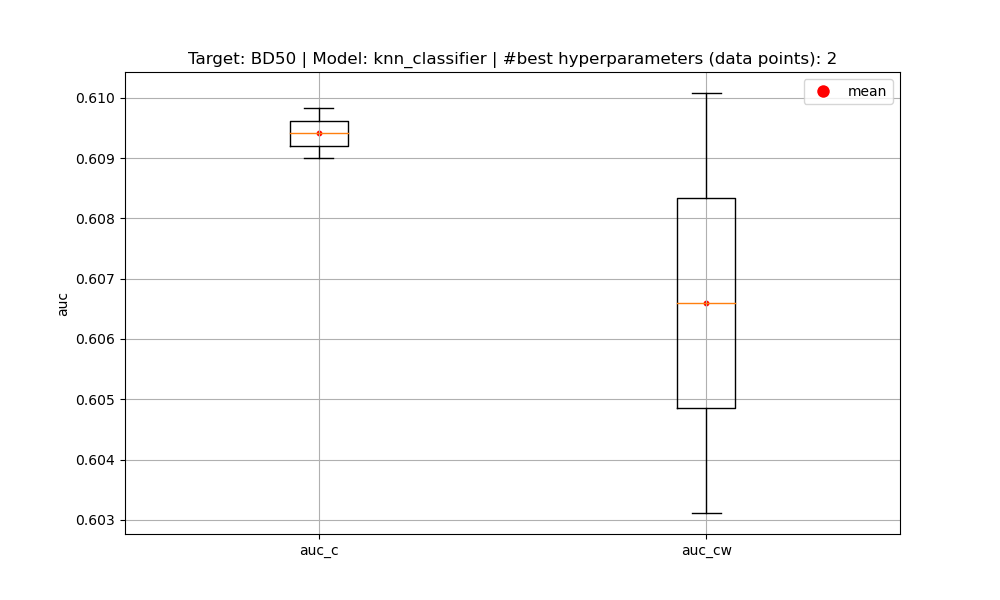 Target: BD50 | Model: knn_classifier | #best hyperparameters (data points): 2
mean
0.610
0.609
0.608
0.607
0.606
0.605
0.604
0.603
auc
auc_c
auc_cw